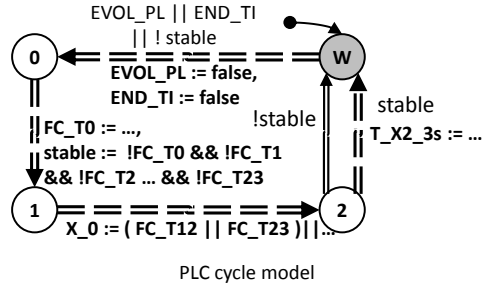 EVOL_PL || END_TI
|| ! stable
0
W
EVOL_PL := false,
END_TI := false
!stable
stable
T_X2_3s := ...
FC_T0 := ...,
stable := !FC_T0 && !FC_T1
&& !FC_T2 ... && !FC_T23
1
2
X_0 := ( FC_T12 || FC_T23 )||...
PLC cycle model